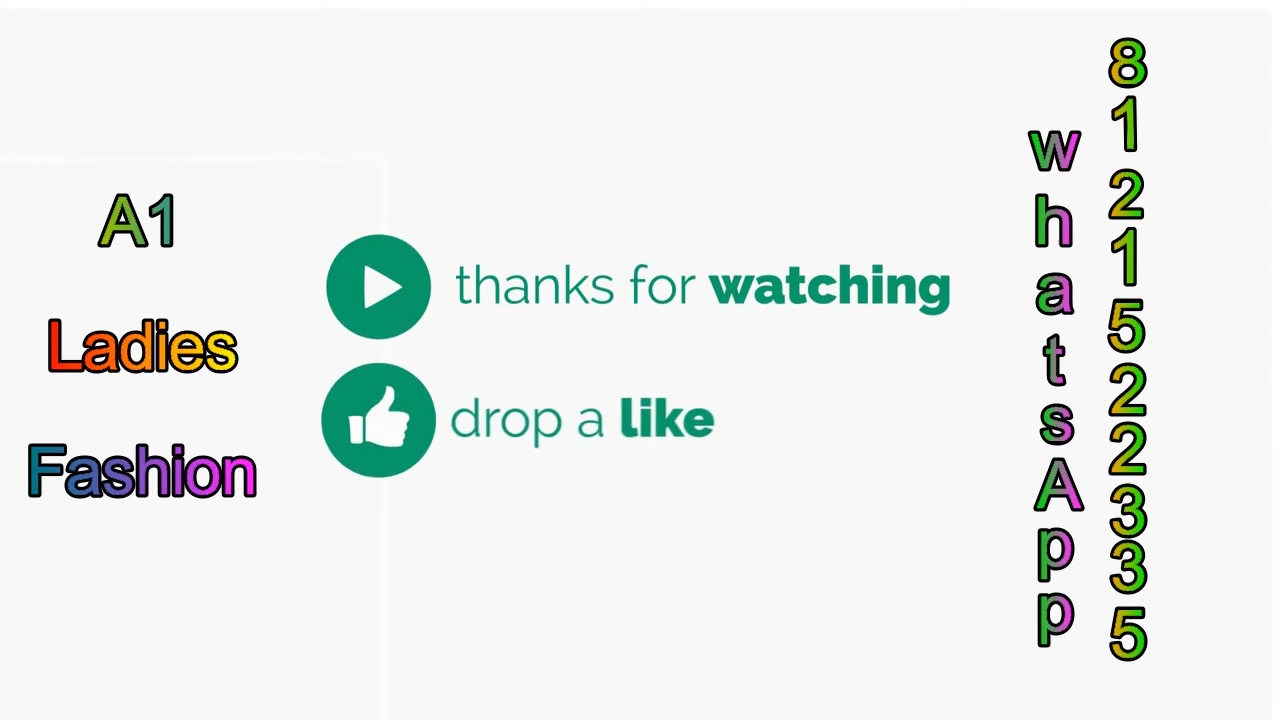 A1
Ladies
Fashion
thanks for watching
drop a like
whatsApp
8121522335